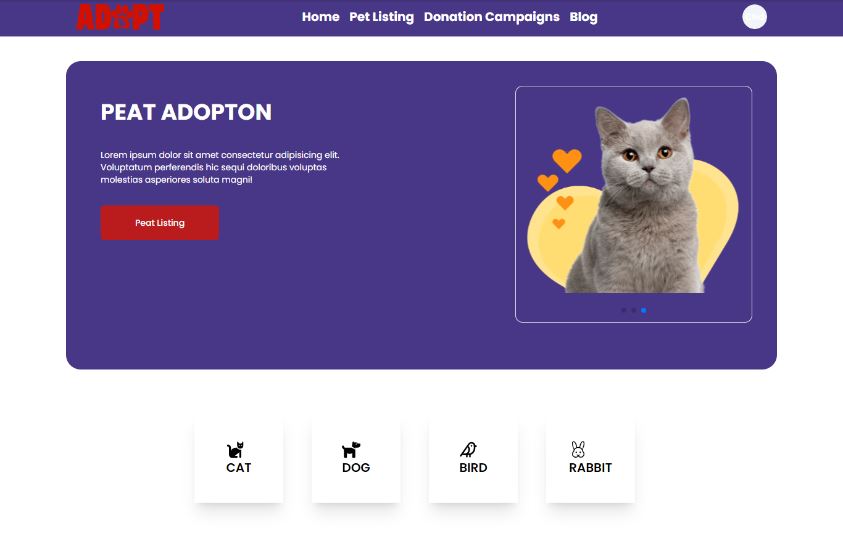 ADOPT
Home Pet Listing Donation Campaigns Blog
PEAT ADOPTON
Lorem ipsum dolor sit amet consectetur adipisicing elit.
Voluptatum perferendis hic sequi doloribus voluptas
molestias asperiores soluta magni!
Peat Listing
CAT DOG BIRD RABBIT